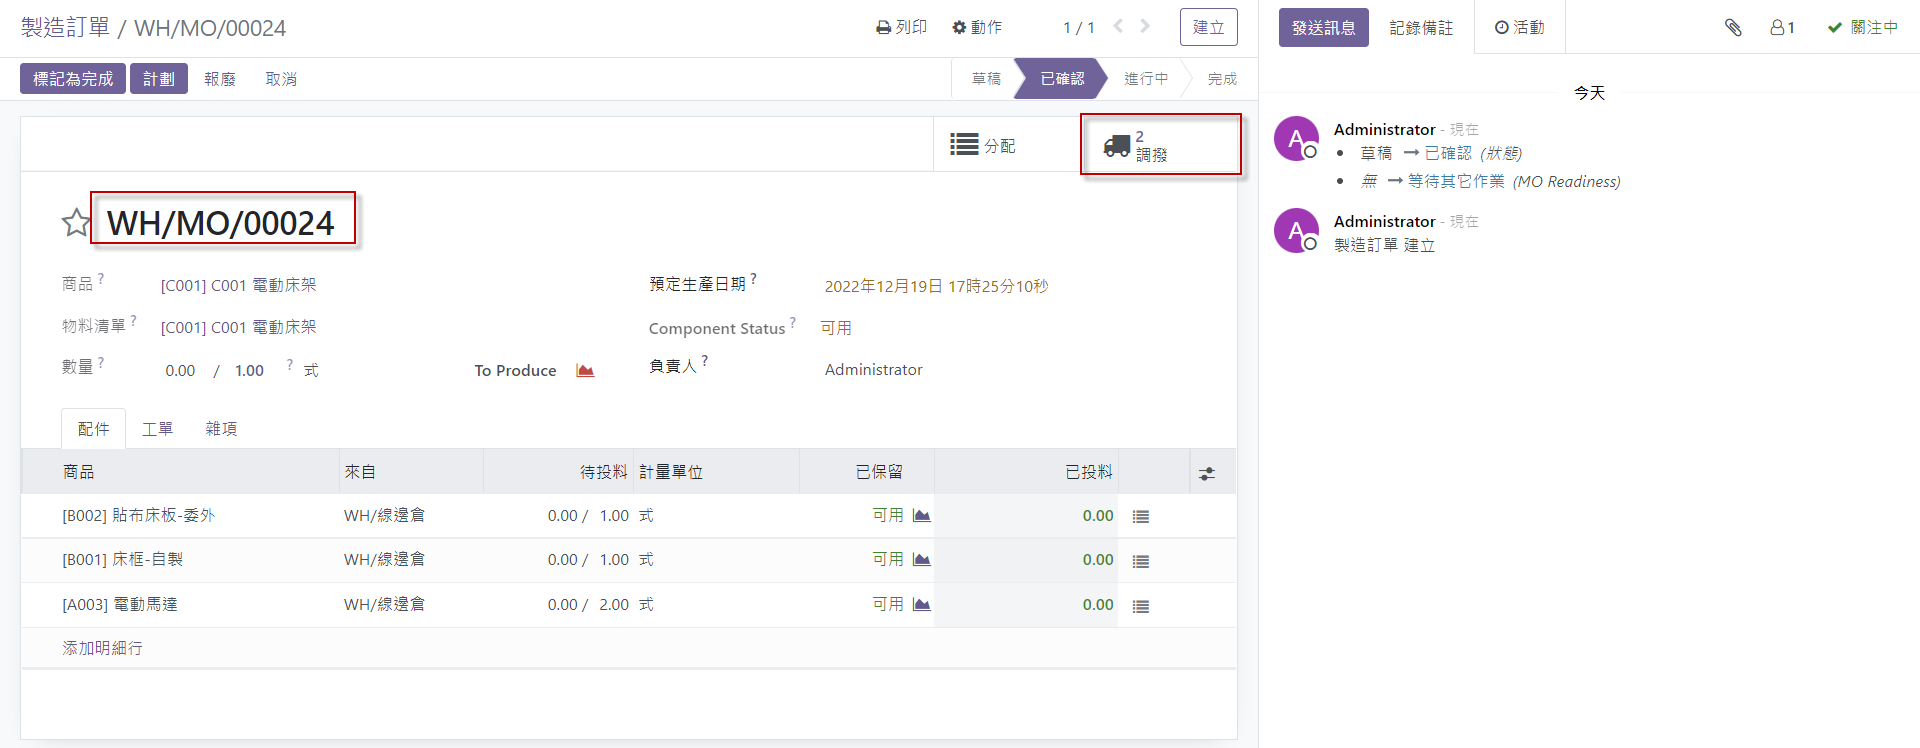 製造訂單 / WH/MO/00024
列印 動作 1 / 1 建立
標記為完成 計劃 報廢 取消 草稿 已確認 進行中 完成
分配 2 調撥
WH/MO/00024
商品 ? [C001] C001 電動床架 預定生產日期 ? 2022年12月19日 17時25分10秒
物料清單 ? [C001] C001 電動床架 Component Status ? 可用
數量 ? 0.00 / 1.00 ? 式 To Produce 負責人 ? Administrator
配件 工單 雜項
商品 來自 待投料 計量單位 已保留 已投料
[B002] 貼布床板-委外 WH/線邊倉 0.00 / 1.00 式 可用 0.00
[B001] 床框-自製 WH/線邊倉 0.00 / 1.00 式 可用 0.00
[A003] 電動馬達 WH/線邊倉 0.00 / 2.00 式 可用 0.00
添加明細行
發送訊息 記錄備註 活動 1 關注中
今天
A Administrator - 現在
• 草稿 → 已確認 (狀態)
• 無 → 等待其它作業 (MO Readiness)
A Administrator - 現在
製造訂單 建立